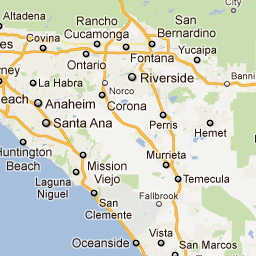 Altadena
Rancho
Cucamonga
San
Bernardino
Covina
Yucaipa
Ontario
Fontana
La Habra
Riverside
Norco
Anaheim
Corona
Santa Ana
Perris
Hemet
Huntington
Beach
Mission
Viejo
Murrieta
Laguna
Niguel
Temecula
San
Clemente
Fallbrook
Oceanside
Vista
San Marcos